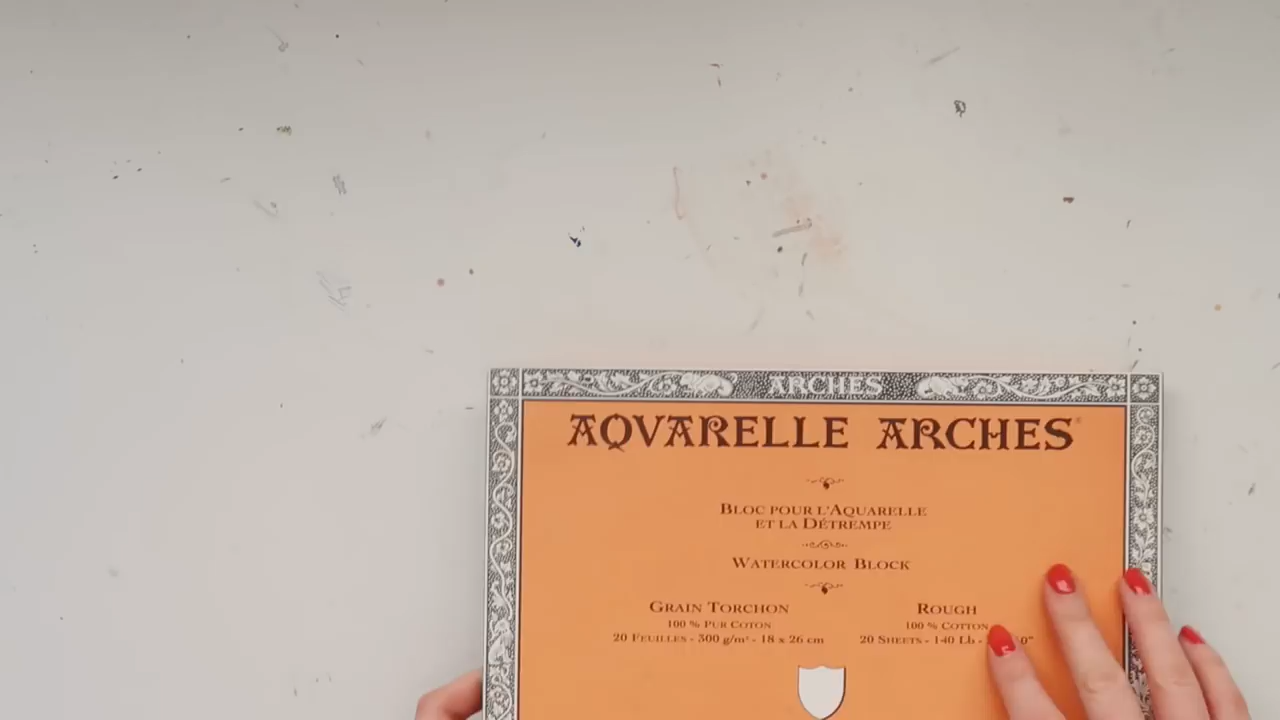 ARCHES
AQVARELLE ARCHES®
BLOC POUR L'AQUARELLE
ET LA DÉTREMPE
WATERCOLOR BLOCK
GRAIN TORCHON
100 % PUR COTON
20 FEUILLES - 300 g/m² - 18 x 26 cm
ROUGH
100 % COTTON
20 SHEETS - 140 Lb -